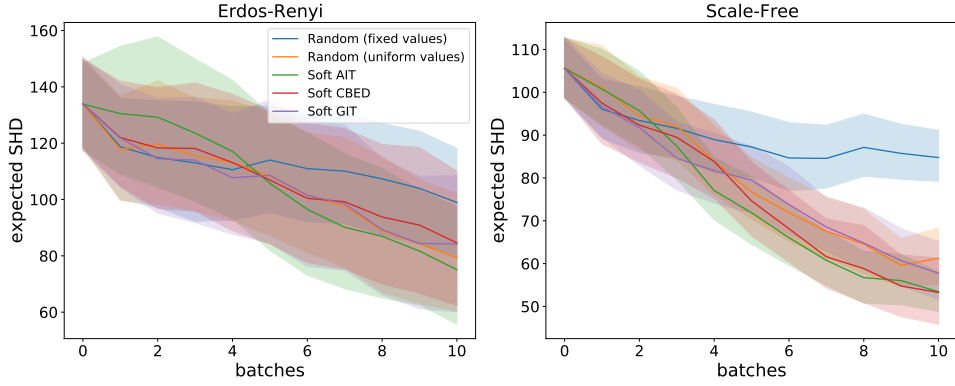 Erdos-Renyi
160
140
120
100
80
60
expected SHD
0 2 4 6 8 10
batches
Random (fixed values)
Random (uniform values)
Soft AIT
Soft CBED
Soft GIT
Scale-Free
110
100
90
80
70
60
50
expected SHD
0 2 4 6 8 10
batches